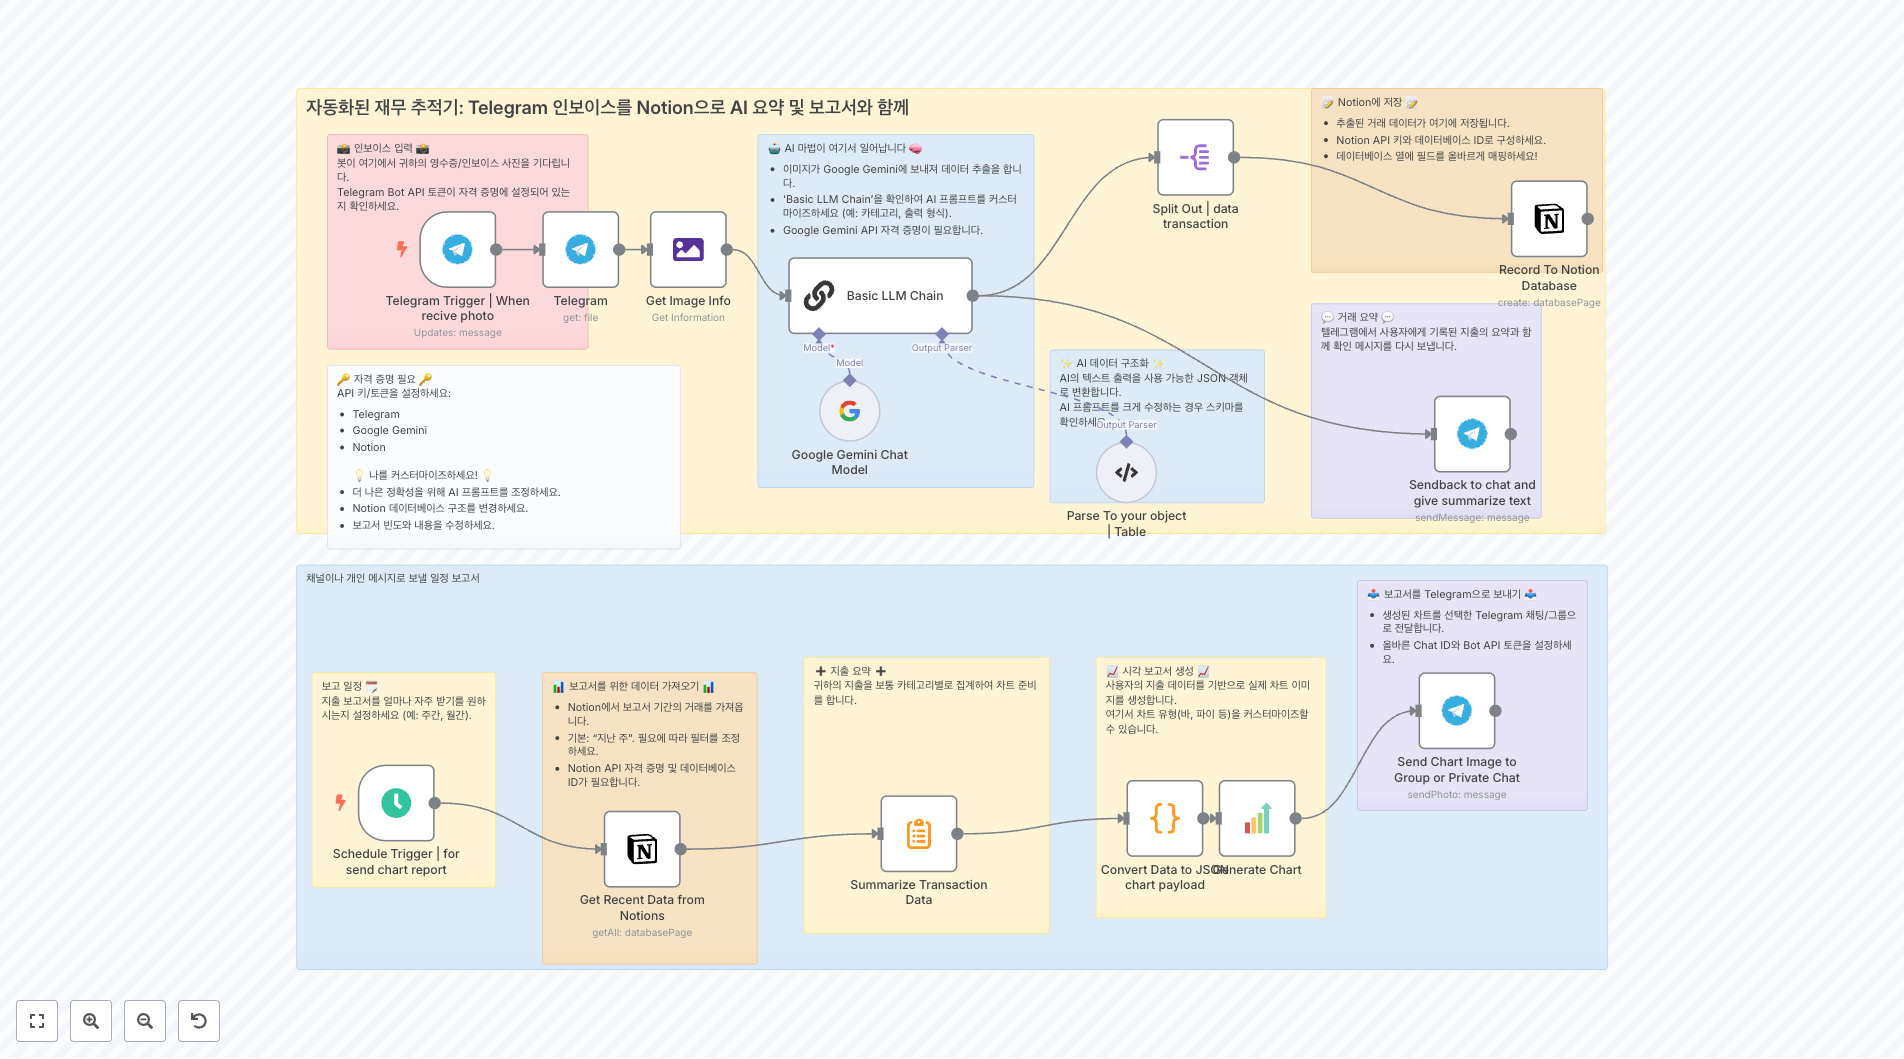 자동화된 재무 추적기: Telegram 인보이스를 Notion으로 AI 요약 및 보고서와 함께
📸 인보이스 입력 📸
봇이 여기에서 귀하의 영수증/인보이스 사진을 기다립니
다.
Telegram Bot API 토큰이 자격 증명에 설정되어 있는
지 확인하세요.
Telegram Trigger | When
recive photo
Updates: message
Telegram
get: file
Get Image Info
Get Information
🔑 자격 증명 필요 🔑
API 키/토큰을 설정하세요:
Telegram
Google Gemini
Notion
💡 나를 커스터마이즈하세요! 💡
더 나은 정확성을 위해 AI 프롬프트를 조정하세요.
Notion 데이터베이스 구조를 변경하세요.
보고서 빈도와 내용을 수정하세요.
🤖 AI 마법이 여기서 일어납니다 🧠
이미지가 Google Gemini에 보내져 데이터 추출을 합니
다.
'Basic LLM Chain'을 확인하여 AI 프롬프트를 커스터
마이즈하세요 (예: 카테고리, 출력 형식).
Google Gemini API 자격 증명이 필요합니다.
Basic LLM Chain
Model*
Output Parser
Model
Google Gemini Chat
Model
✨ AI 데이터 구조화 ✨
AI의 텍스트 출력을 사용 가능한 JSON 객체
로 변환합니다.
AI 프롬프트를 크게 수정하는 경우 스키마를
확인하세
Output Parser
Parse To your object
| Table
Split Out | data
transaction
📝 Notion에 저장 📝
추출된 거래 데이터가 여기에 저장됩니다.
Notion API 키와 데이터베이스 ID로 구성하세요.
데이터베이스 열에 필드를 올바르게 매핑하세요!
Record To Notion
Database
create: databasePage
💬 거래 요약 💬
텔레그램에서 사용자에게 기록된 지출의 요약과 함
께 확인 메시지를 다시 보냅니다.
Sendback to chat and
give summarize text
sendMessage: message
채널이나 개인 메시지로 보낼 일정 보고서
보고 일정 🗓️
지출 보고서를 얼마나 자주 받기를 원하
시는지 설정하세요 (예: 주간, 월간).
Schedule Trigger | for
send chart report
📊 보고서를 위한 데이터 가져오기 📊
Notion에서 보고서 기간의 거래를 가져옵
니다.
기본: “지난 주”. 필요에 따라 필터를 조정
하세요.
Notion API 자격 증명 및 데이터베이스
ID가 필요합니다.
Get Recent Data from
Notions
getAll: databasePage
➕ 지출 요약 ➕
귀하의 지출을 보통 카테고리별로 집계하여 차트 준비
를 합니다.
Summarize Transaction
Data
📈 시각 보고서 생성 📈
사용자의 지출 데이터를 기반으로 실제 차트 이미
지를 생성합니다.
여기서 차트 유형(바, 파이 등)을 커스터마이즈할
수 있습니다.
Convert Data to JSON
chart payload
Generate Chart
📤 보고서를 Telegram으로 보내기 📤
생성된 차트를 선택한 Telegram 채팅/그룹으
로 전달합니다.
올바른 Chat ID와 Bot API 토큰을 설정하세
요.
Send Chart Image to
Group or Private Chat
sendPhoto: message